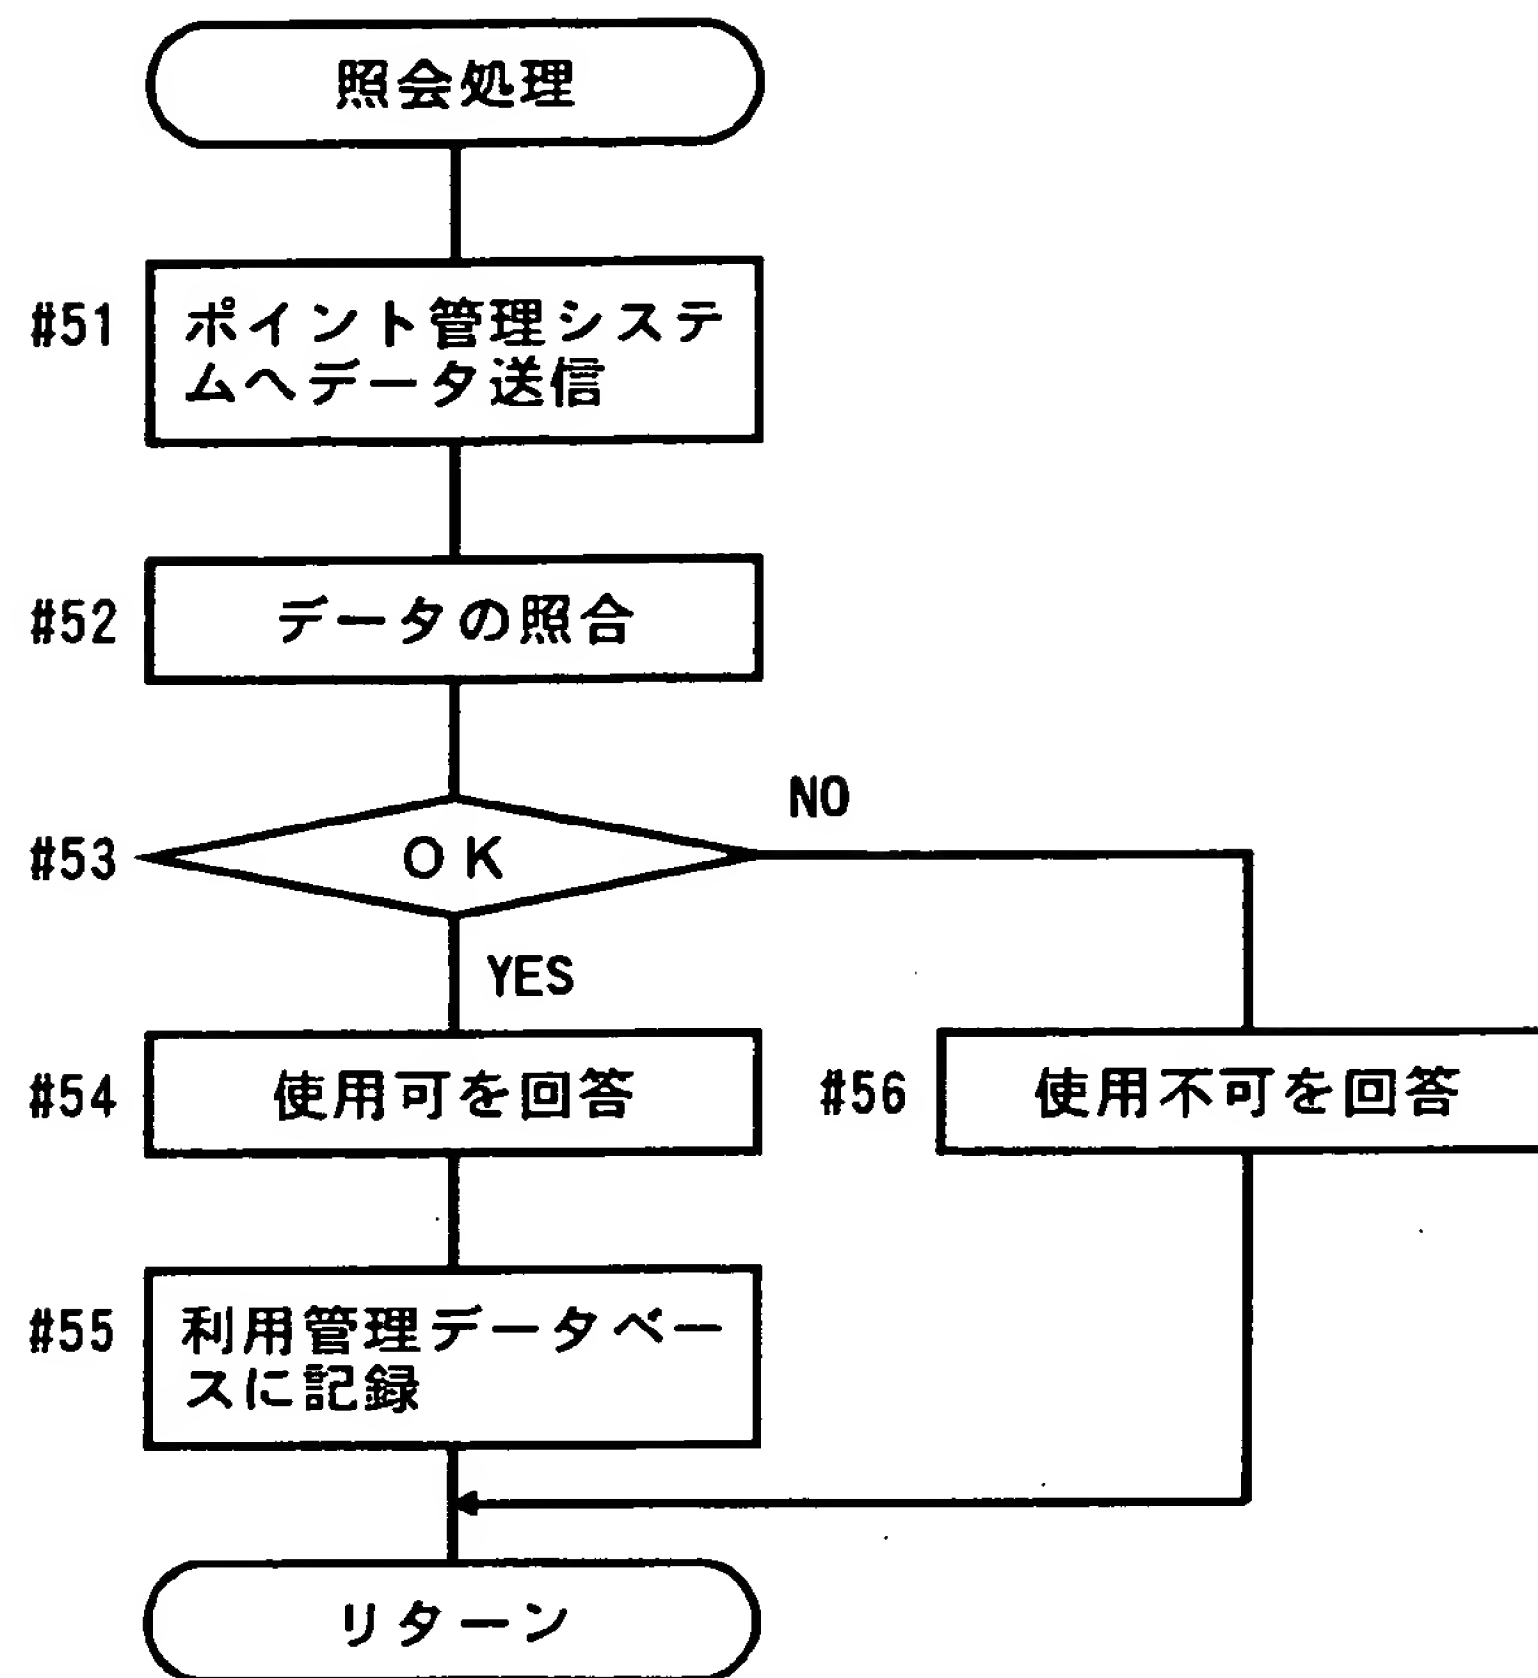 照会処理
#51
ポイント管理システ
ムへデータ送信
#52
データの照合
#53
OK
NO
YES
#54
使用可を回答
#56
使用不可を回答
#55
利用管理データベー
スに記録
リターン